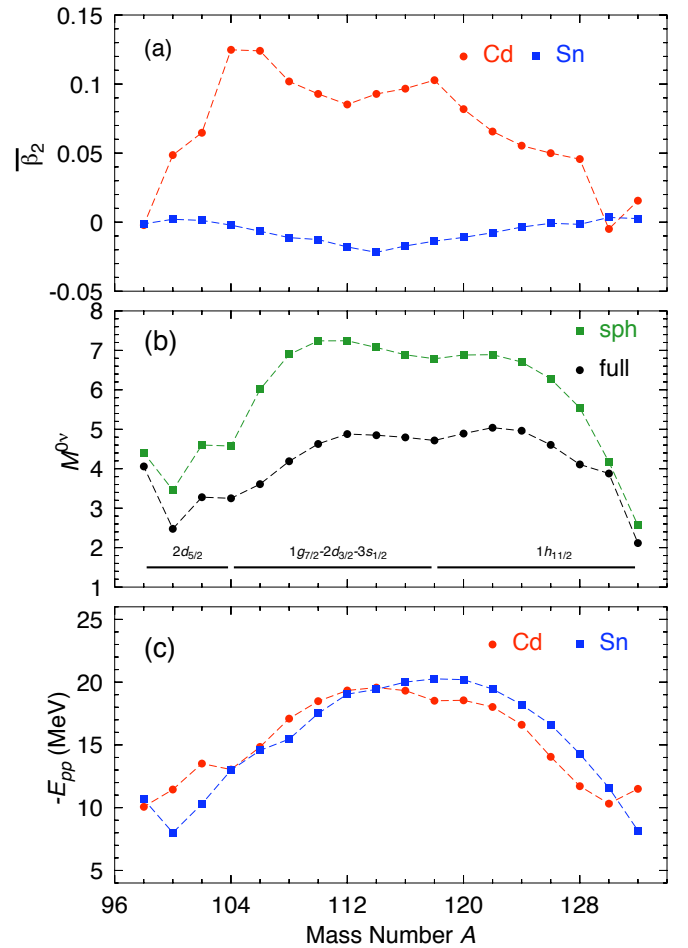 0.15
(a)
Cd
Sn
0.1
0.05
0
-0.05
β̅₂
8
(b)
sph
full
7
6
5
4
3
2
1
M⁰ᵛ
2d₅/₂
1g₇/₂-2d₃/₂-3s₁/₂
1h₁₁/₂
25
(c)
Cd
Sn
20
15
10
5
-Eₚₚ (MeV)
96 104 112 120 128
Mass Number A